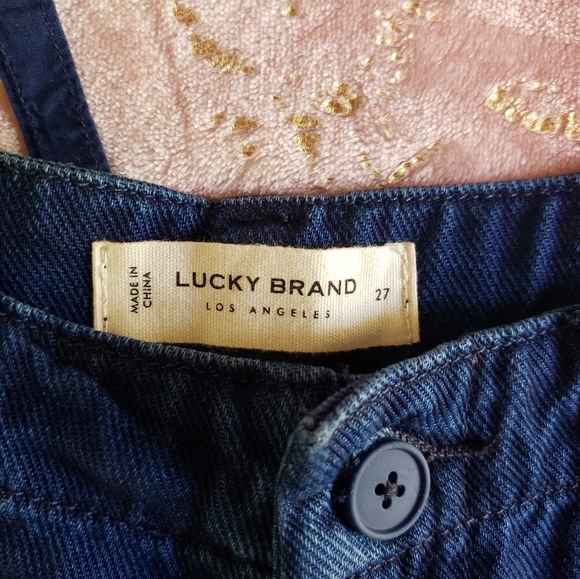 MADE IN
CHINA
LUCKY BRAND
LOS ANGELES
27